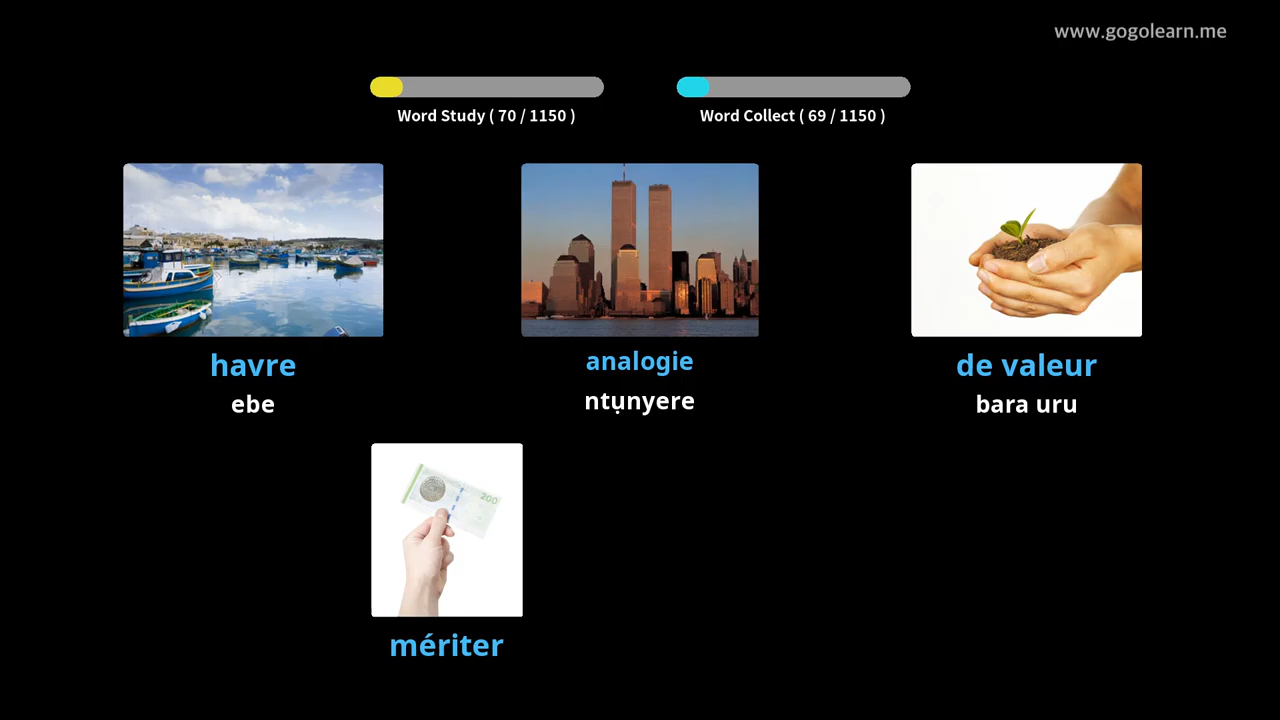 www.gogolearn.me
Word Study ( 70 / 1150 )
Word Collect ( 69 / 1150 )
havre
ebe
analogie
ntụnyere
de valeur
bara uru
200
mériter